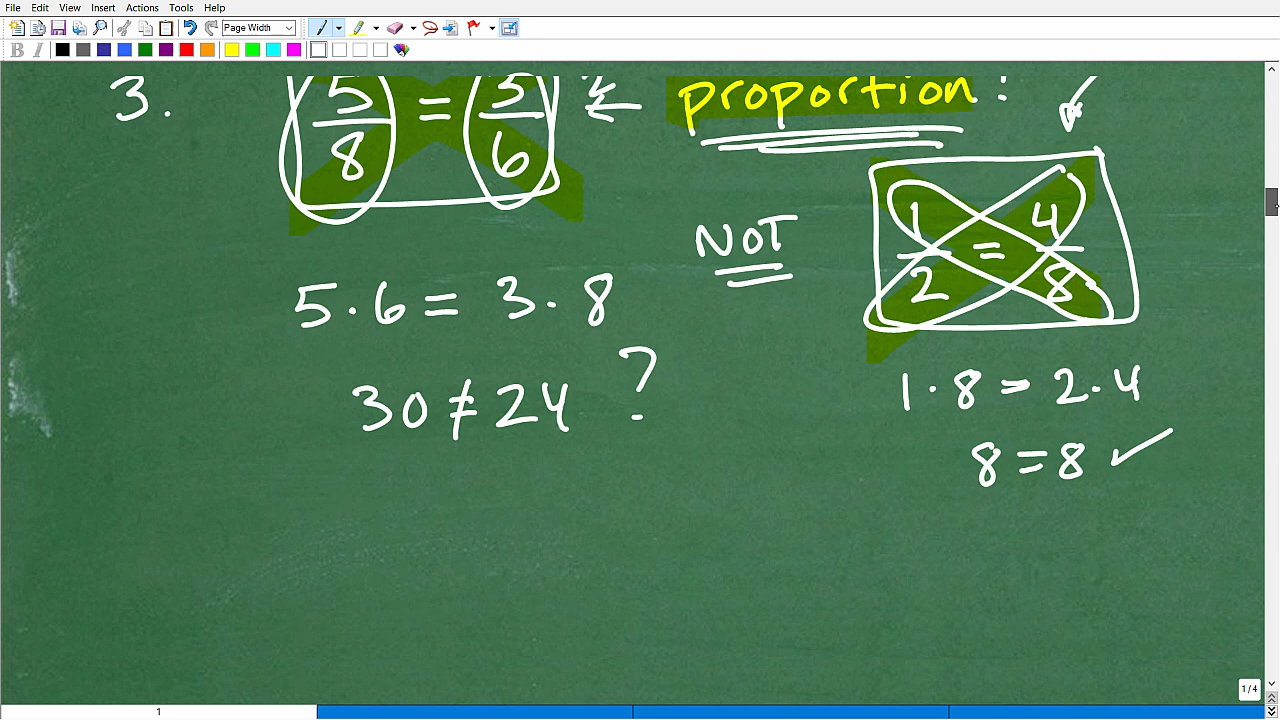 File Edit View Insert Actions Tools Help
Page Width
B I
3. 5/8 = 3/6 proportion:
NOT
1/2 = 4/8
5·6 = 3·8
30 ≠ 24 ?
1·8 = 2·4
8 = 8 ✓
1/4
1